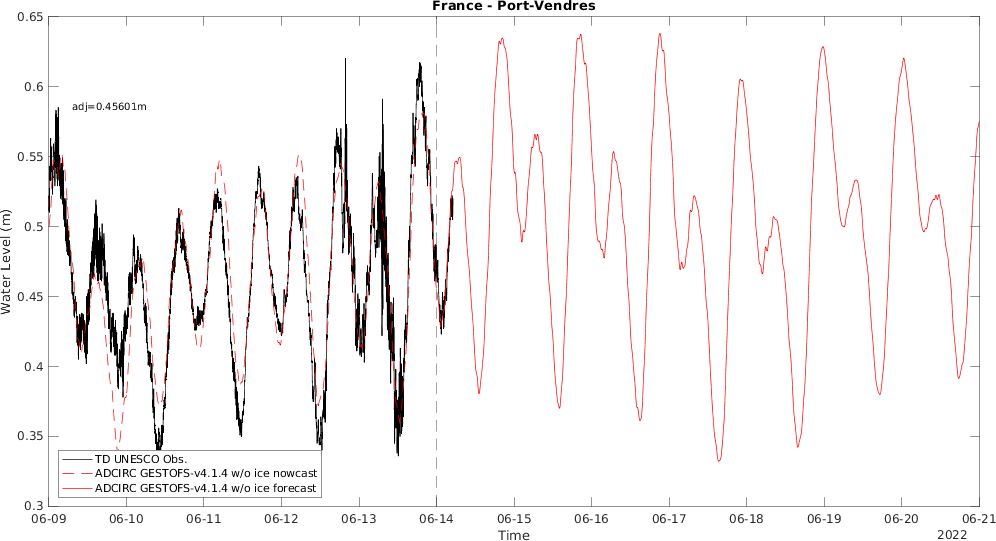 France - Port-Vendres
0.65
0.6
0.55
0.5
0.45
0.4
0.35
0.3
Water Level (m)
adj=0.45601m
TD UNESCO Obs.
ADCIRC GESTOFS-v4.1.4 w/o ice nowcast
ADCIRC GESTOFS-v4.1.4 w/o ice forecast
06-09 06-10 06-11 06-12 06-13 06-14 06-15 06-16 06-17 06-18 06-19 06-20 06-21
Time
2022